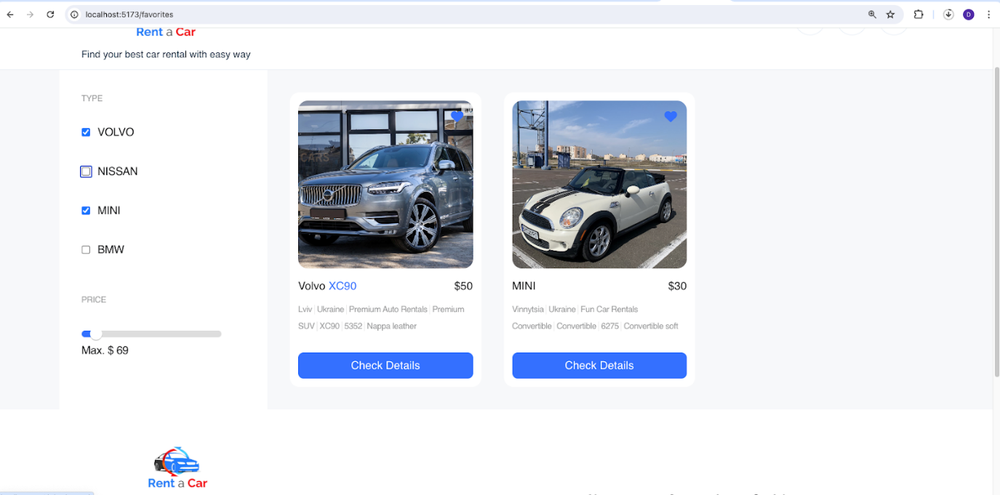 localhost:5173/favorites
D
Rent a Car
Find your best car rental with easy way
TYPE
VOLVO
NISSAN
MINI
BMW
PRICE
Max. $ 69
CARS
Volvo XC90 $50
Lviv Ukraine Premium Auto Rentals Premium
SUV XC90 5352 Nappa leather
Check Details
MINI $30
Vinnytsia Ukraine Fun Car Rentals
Convertible Convertible 6275 Convertible soft
Check Details
Rent a Car